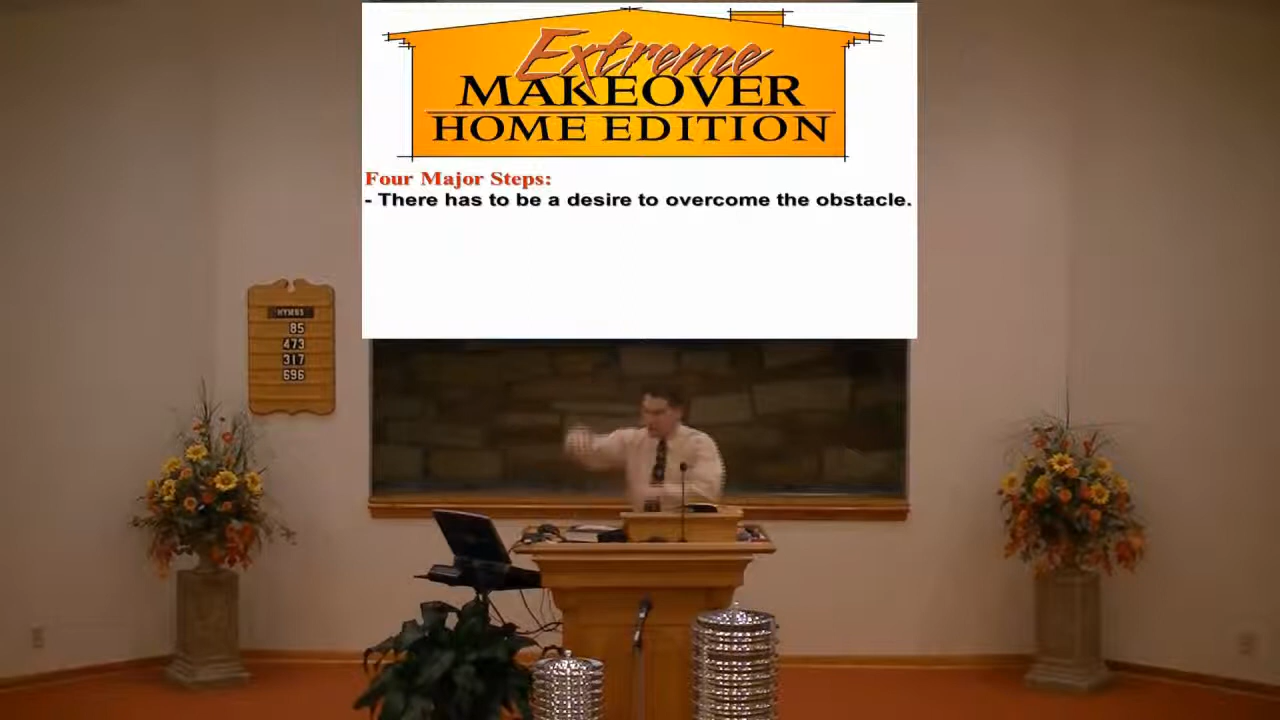 Extreme
MAKEOVER
HOME EDITION
Four Major Steps:
- There has to be a desire to overcome the obstacle.
HYMNS
85
473
317
696